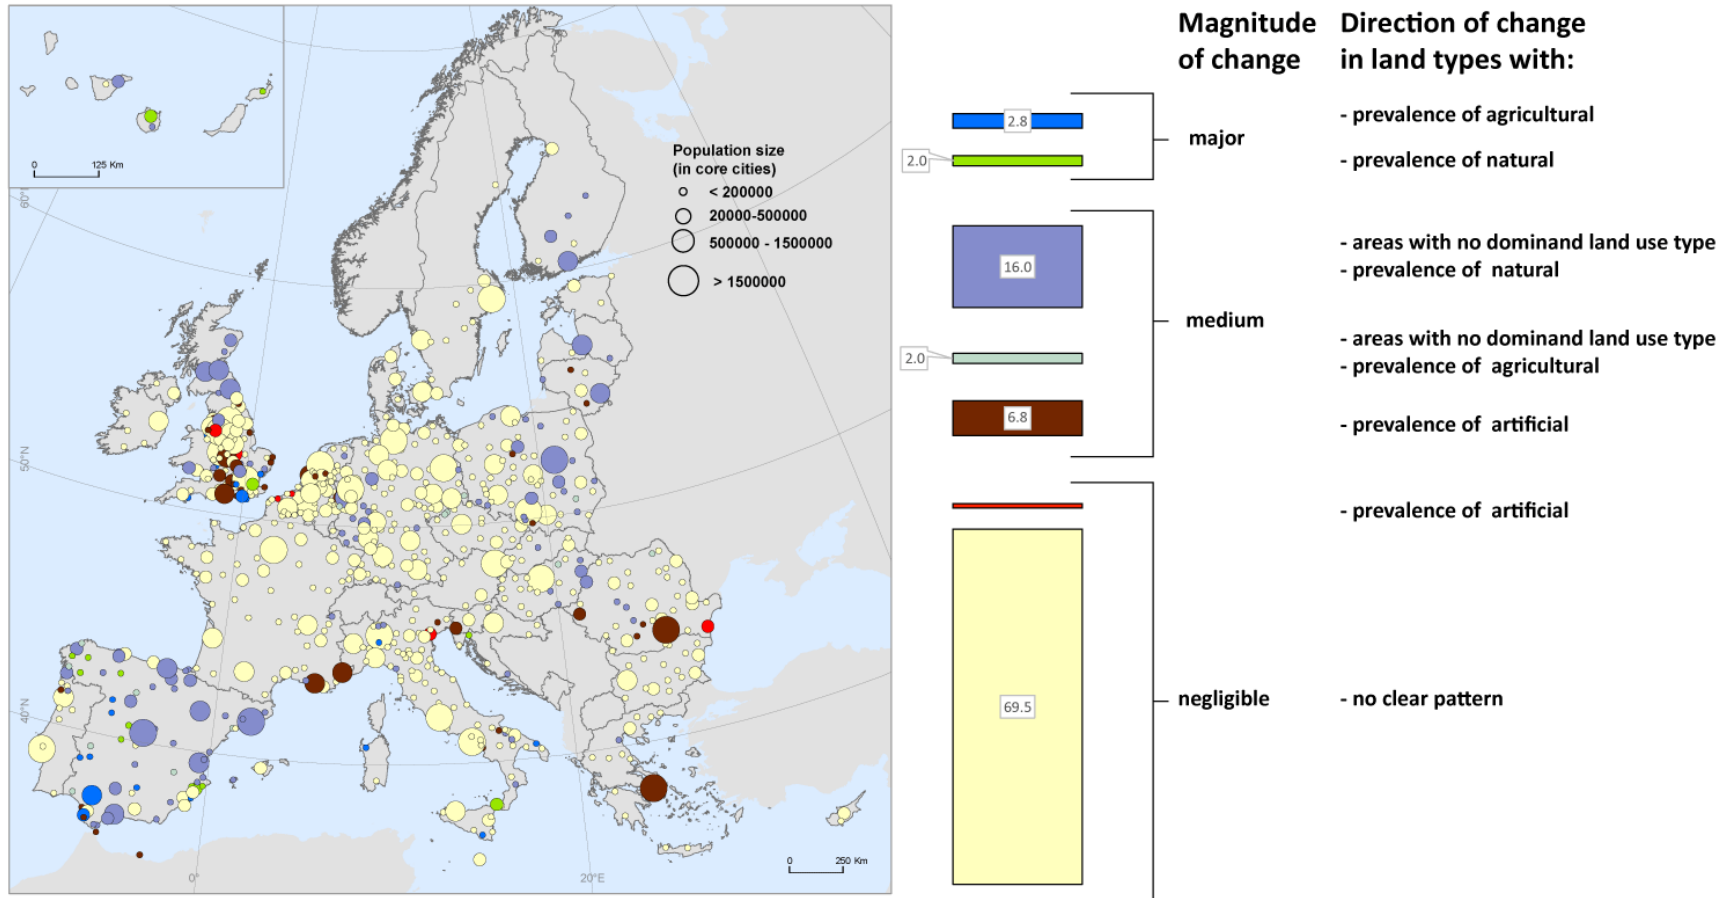 0 125 Km
60°N
50°N
40°N
0°
20°E
Population size
(in core cities)
< 200000
20000-500000
500000 - 1500000
> 1500000
0 250 Km
Magnitude
of change
Direction of change
in land types with:
2.8
2.0
major
- prevalence of agricultural
- prevalence of natural
16.0
2.0
6.8
medium
- areas with no dominand land use type
- prevalence of natural
- areas with no dominand land use type
- prevalence of agricultural
- prevalence of artificial
69.5
negligible
- prevalence of artificial
- no clear pattern